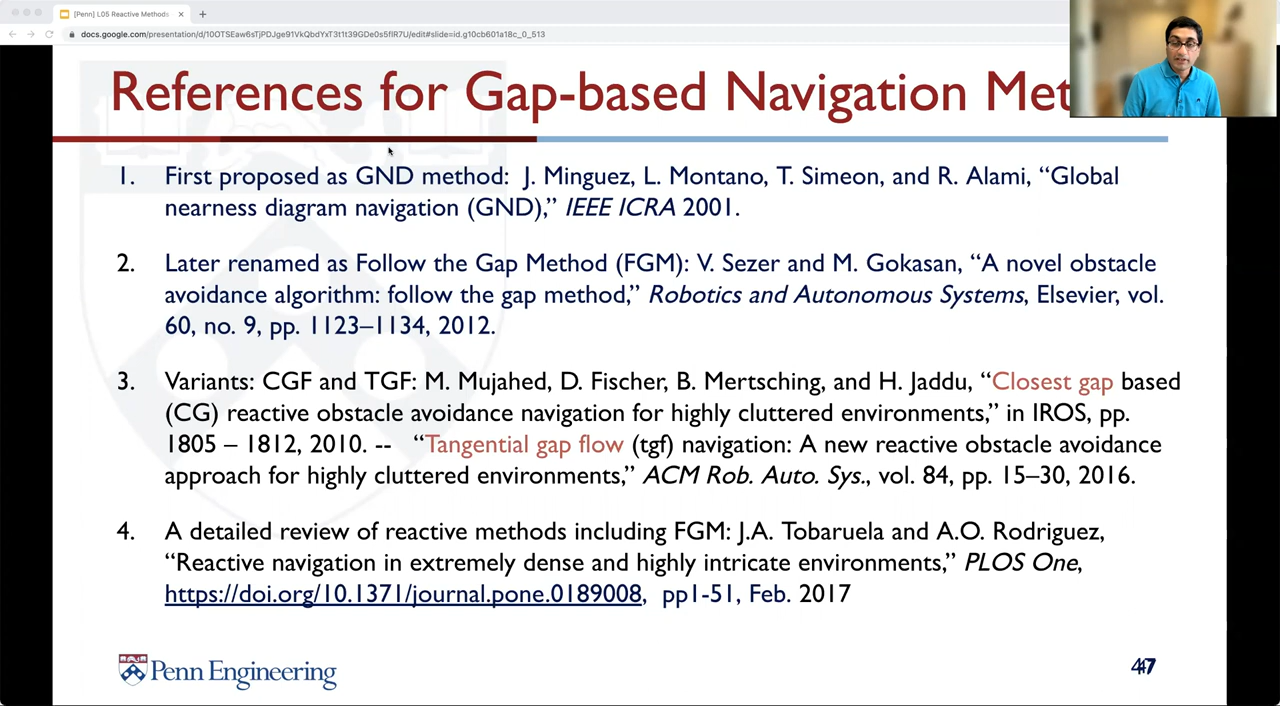 [Penn] L05 Reactive Methods
docs.google.com/presentation/d/10OTSEaw6sTjPDJge91VkQbdYxT3t1t39GDe0s5fIR7U/edit#slide=id.g10cb601a18c_0_513
References for Gap-based Navigation Met
1. First proposed as GND method: J. Minguez, L. Montano, T. Simeon, and R. Alami, “Global
nearness diagram navigation (GND),” IEEE ICRA 2001.
2. Later renamed as Follow the Gap Method (FGM): V. Sezer and M. Gokasan, “A novel obstacle
avoidance algorithm: follow the gap method,” Robotics and Autonomous Systems, Elsevier, vol.
60, no. 9, pp. 1123–1134, 2012.
3. Variants: CGF and TGF: M. Mujahed, D. Fischer, B. Mertsching, and H. Jaddu, “Closest gap based
(CG) reactive obstacle avoidance navigation for highly cluttered environments,” in IROS, pp.
1805 – 1812, 2010. -- “Tangential gap flow (tgf) navigation: A new reactive obstacle avoidance
approach for highly cluttered environments,” ACM Rob. Auto. Sys., vol. 84, pp. 15–30, 2016.
4. A detailed review of reactive methods including FGM: J.A. Tobaruela and A.O. Rodriguez,
“Reactive navigation in extremely dense and highly intricate environments,” PLOS One,
https://doi.org/10.1371/journal.pone.0189008, pp1-51, Feb. 2017
Penn Engineering